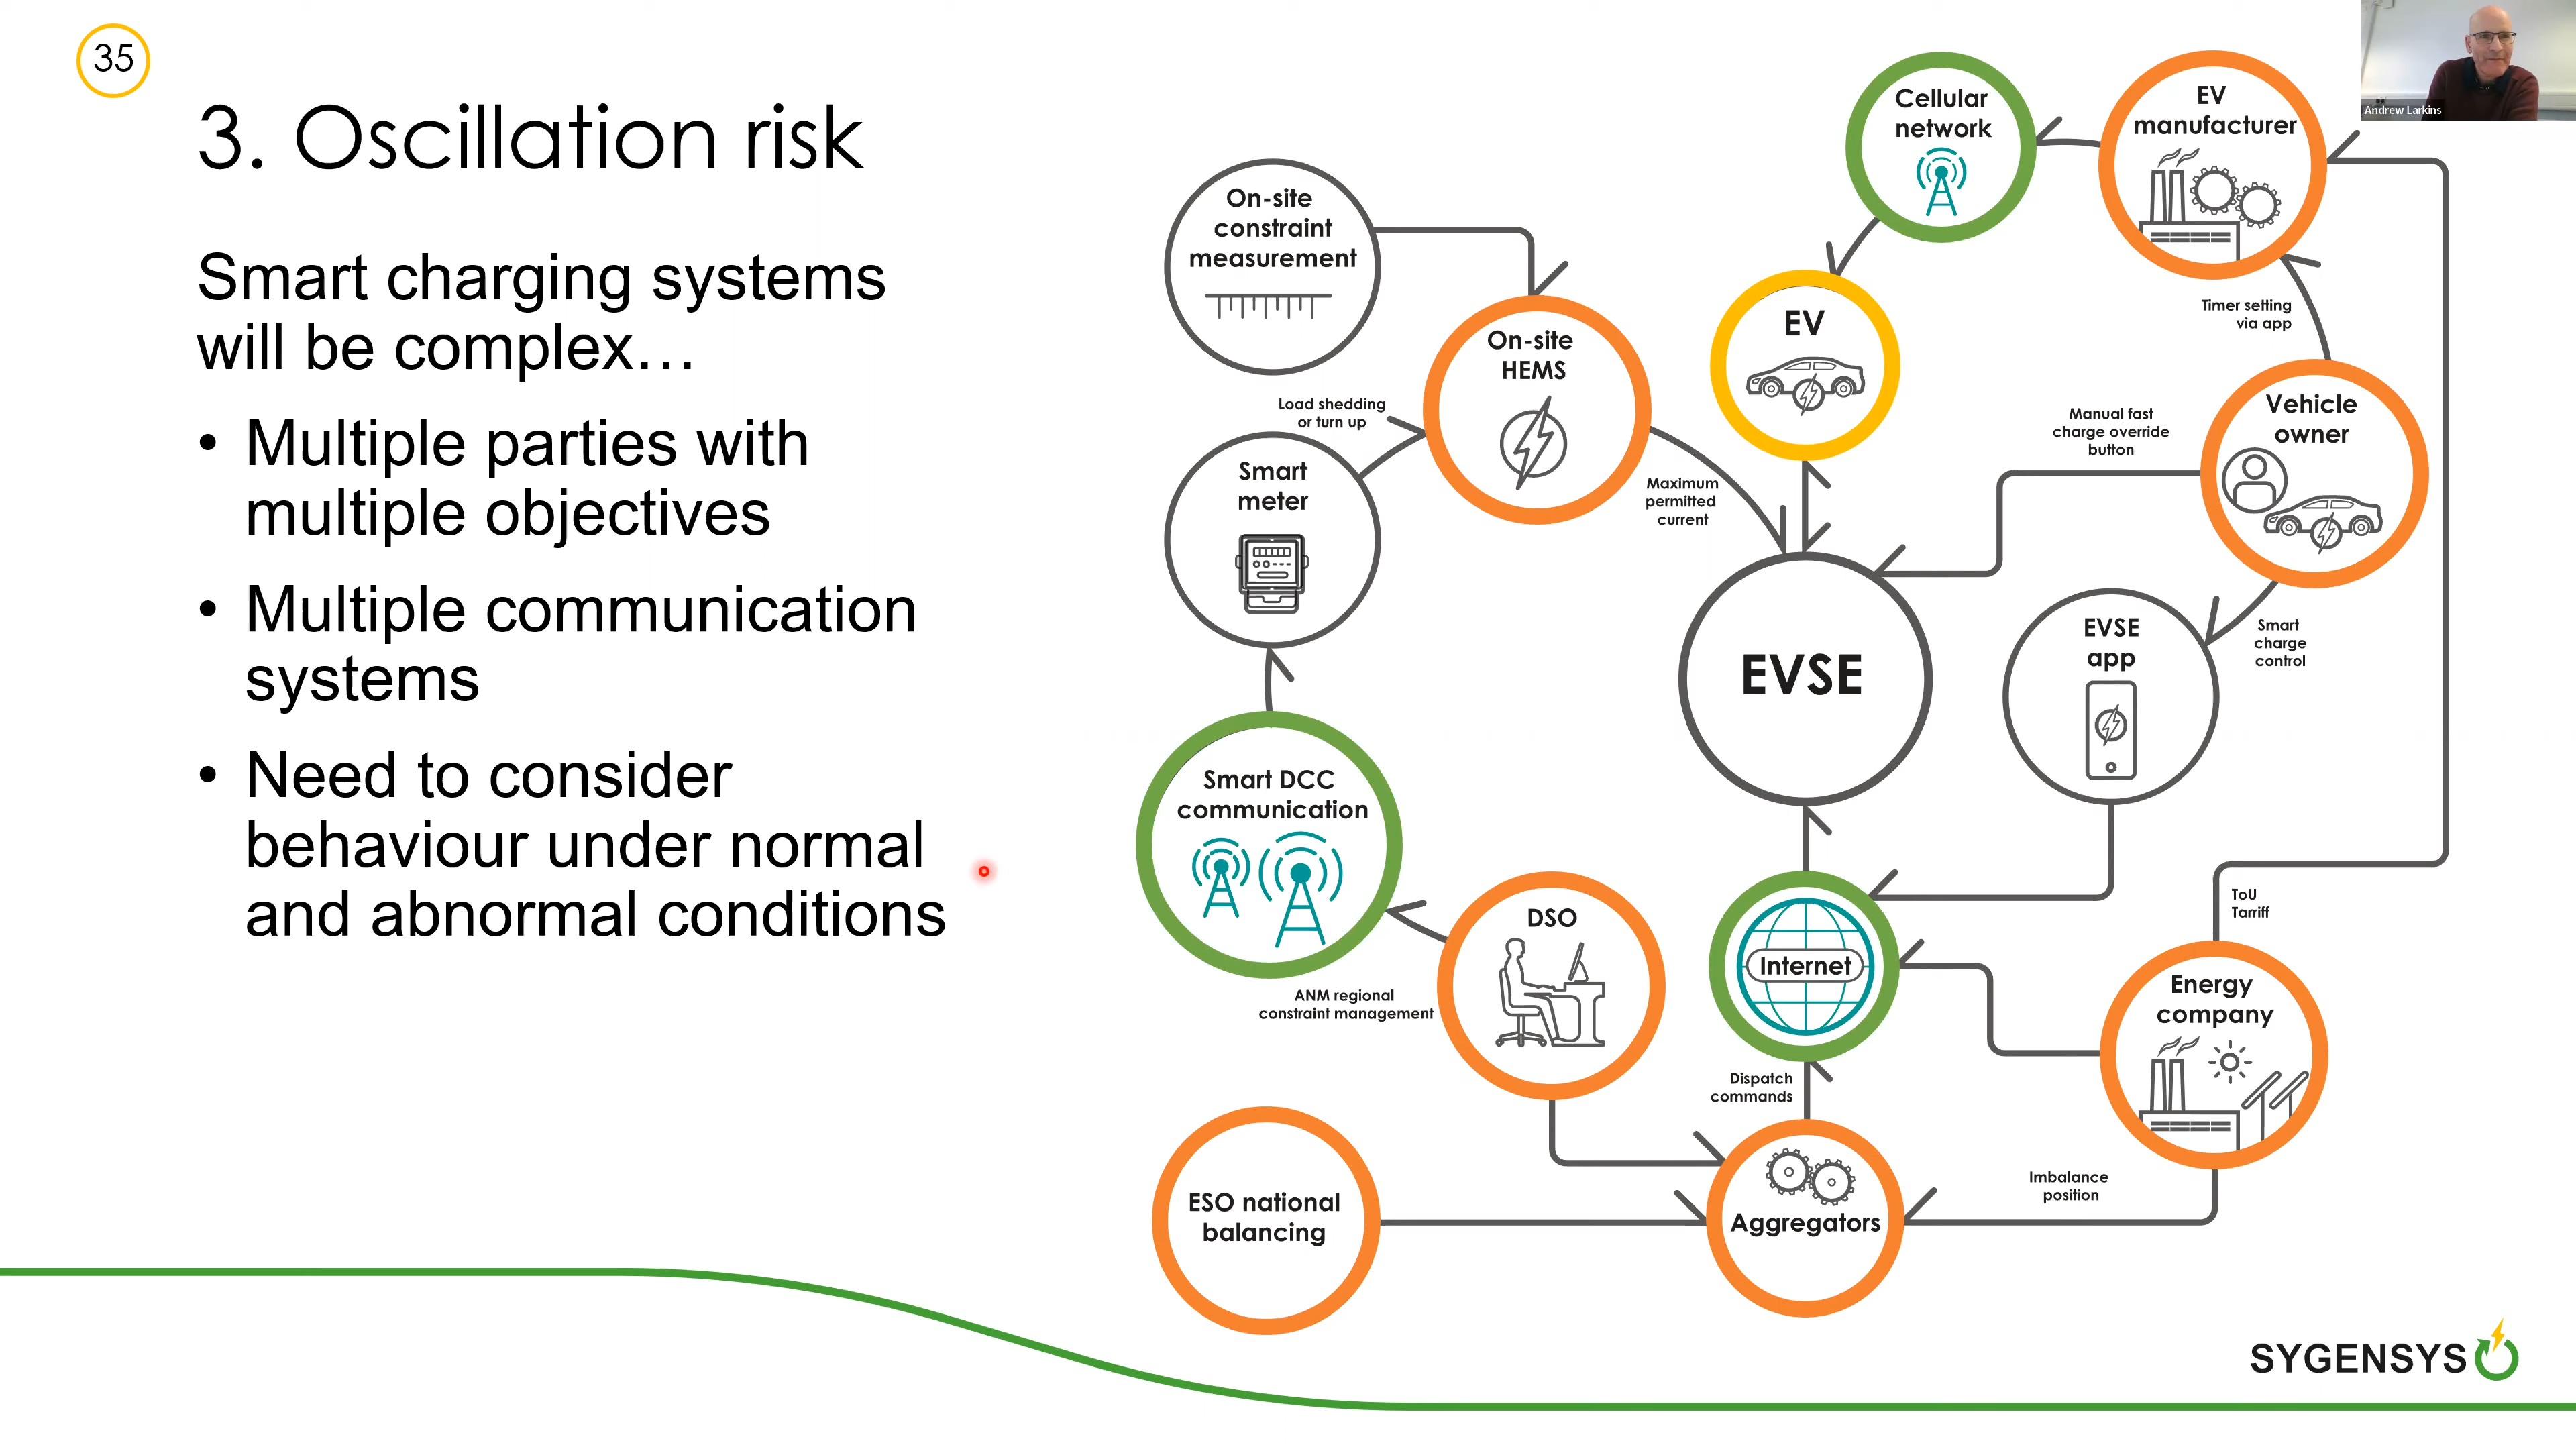 35
3. Oscillation risk
Smart charging systems
will be complex…
• Multiple parties with
multiple objectives
• Multiple communication
systems
• Need to consider
behaviour under normal
and abnormal conditions
On-site
constraint
measurement
On-site
HEMS
Load shedding
or turn up
Smart
meter
Maximum
permitted
current
Smart DCC
communication
ANM regional
constraint management
DSO
ESO national
balancing
Cellular
network
EV
manufacturer
EV
Timer setting
via app
Vehicle
owner
Manual fast
charge override
button
EVSE
EVSE
app
Smart
charge
control
Internet
ToU
Tarriff
Energy
company
Dispatch
commands
Aggregators
Imbalance
position
Andrew Larkins
SYGENSYS